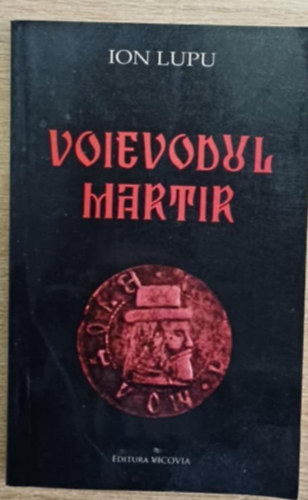 ION LUPU
VOIEVODUL
MARTIR
EDITURA VICOVIA